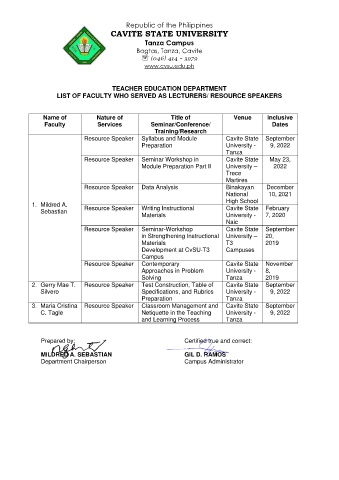 Republic of the Philippines
CAVITE STATE UNIVERSITY
Tanza Campus
Bagtas, Tanza, Cavite
☏ (046) 414 – 3979
www.cvsu.edu.ph
TEACHER EDUCATION DEPARTMENT
LIST OF FACULTY WHO SERVED AS LECTURERS/ RESOURCE SPEAKERS
Name of Faculty
Nature of Services
Title of Seminar/Conference/ Training/Research
Venue
Inclusive Dates
1. Mildred A. Sebastian
Resource Speaker
Syllabus and Module Preparation
Cavite State University - Tanza
September 9, 2022
Resource Speaker
Seminar Workshop in Module Preparation Part II
Cavite State University – Trece Martires
May 23, 2022
Resource Speaker
Data Analysis
Binakayan National High School
December 10, 2021
Resource Speaker
Writing Instructional Materials
Cavite State University - Naic
February 7, 2020
Resource Speaker
Seminar-Workshop in Strengthening Instructional Materials Development at CvSU-T3 Campus
Cavite State University – T3 Campuses
September 20, 2019
Resource Speaker
Contemporary Approaches in Problem Solving
Cavite State University - Tanza
November 8, 2019
2. Gerry Mae T. Silvero
Resource Speaker
Test Construction, Table of Specifications, and Rubrics Preparation
Cavite State University - Tanza
September 9, 2022
3. Maria Cristina C. Tagle
Resource Speaker
Classroom Management and Netiquette in the Teaching and Learning Process
Cavite State University - Tanza
September 9, 2022
Prepared by:
MILDRED A. SEBASTIAN
Department Chairperson
Certified true and correct:
GIL D. RAMOS
Campus Administrator